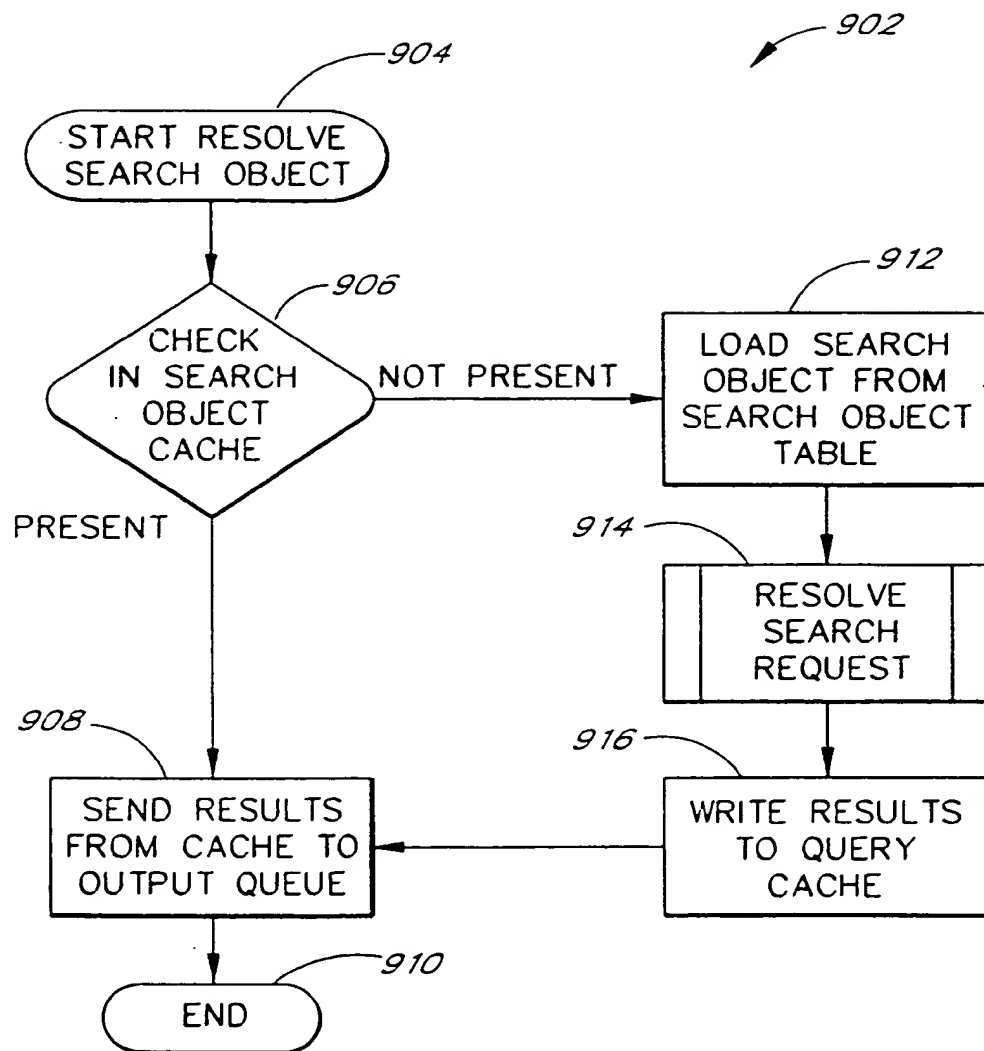 902
904
START RESOLVE
SEARCH OBJECT
906
CHECK
IN SEARCH
OBJECT
CACHE
NOT PRESENT
PRESENT
912
LOAD SEARCH
OBJECT FROM
SEARCH OBJECT
TABLE
914
RESOLVE
SEARCH
REQUEST
916
WRITE RESULTS
TO QUERY
CACHE
908
SEND RESULTS
FROM CACHE TO
OUTPUT QUEUE
910
END